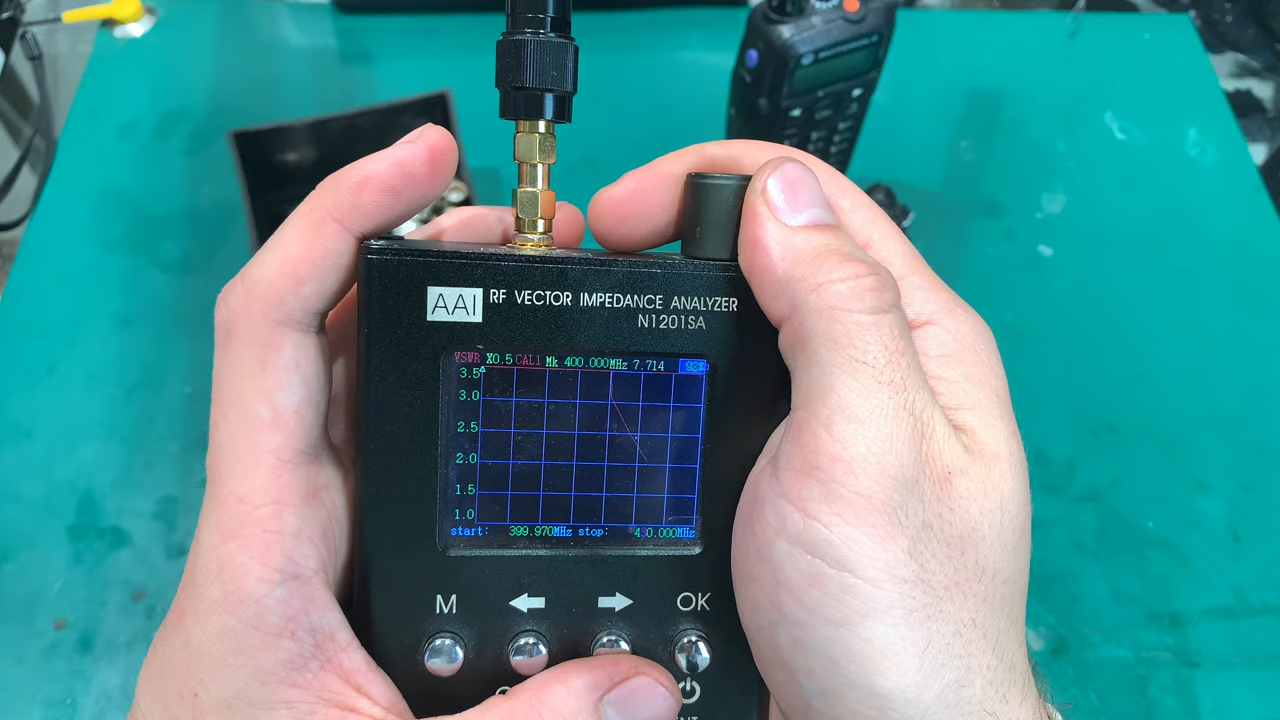 AAI RF VECTOR IMPEDANCE ANALYZER
N1201SA
VSWR X0.5 CAL1 Mk 400.000MHz 7.714 92%
3.5
3.0
2.5
2.0
1.5
1.0
start: 399.970MHz stop:
M ← → OK